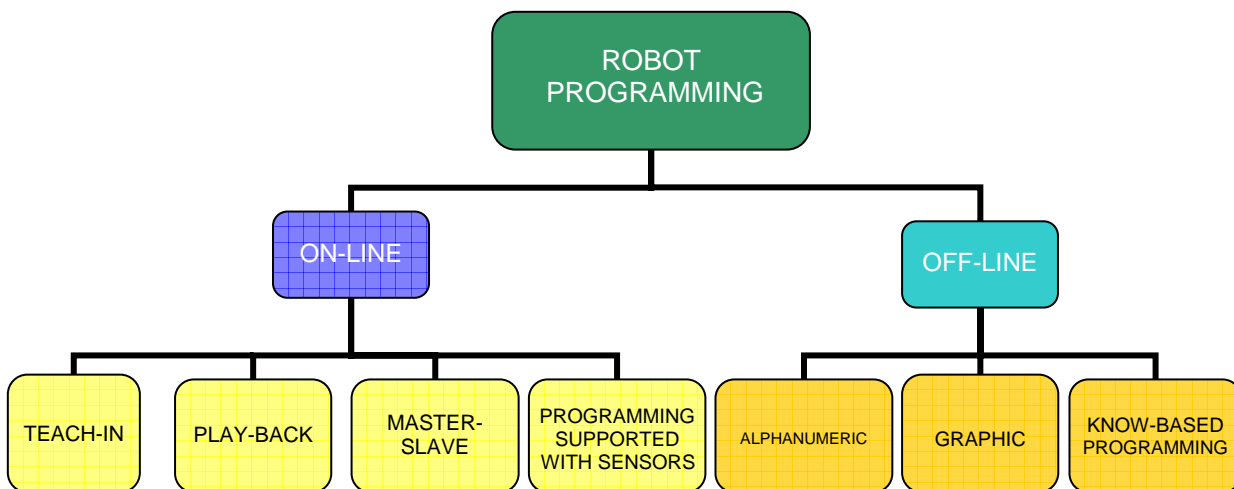 ROBOT
PROGRAMMING
ON-LINE
OFF-LINE
TEACH-IN
PLAY-BACK
MASTER-
SLAVE
PROGRAMMING
SUPPORTED
WITH SENSORS
ALPHANUMERIC
GRAPHIC
KNOW-BASED
PROGRAMMING